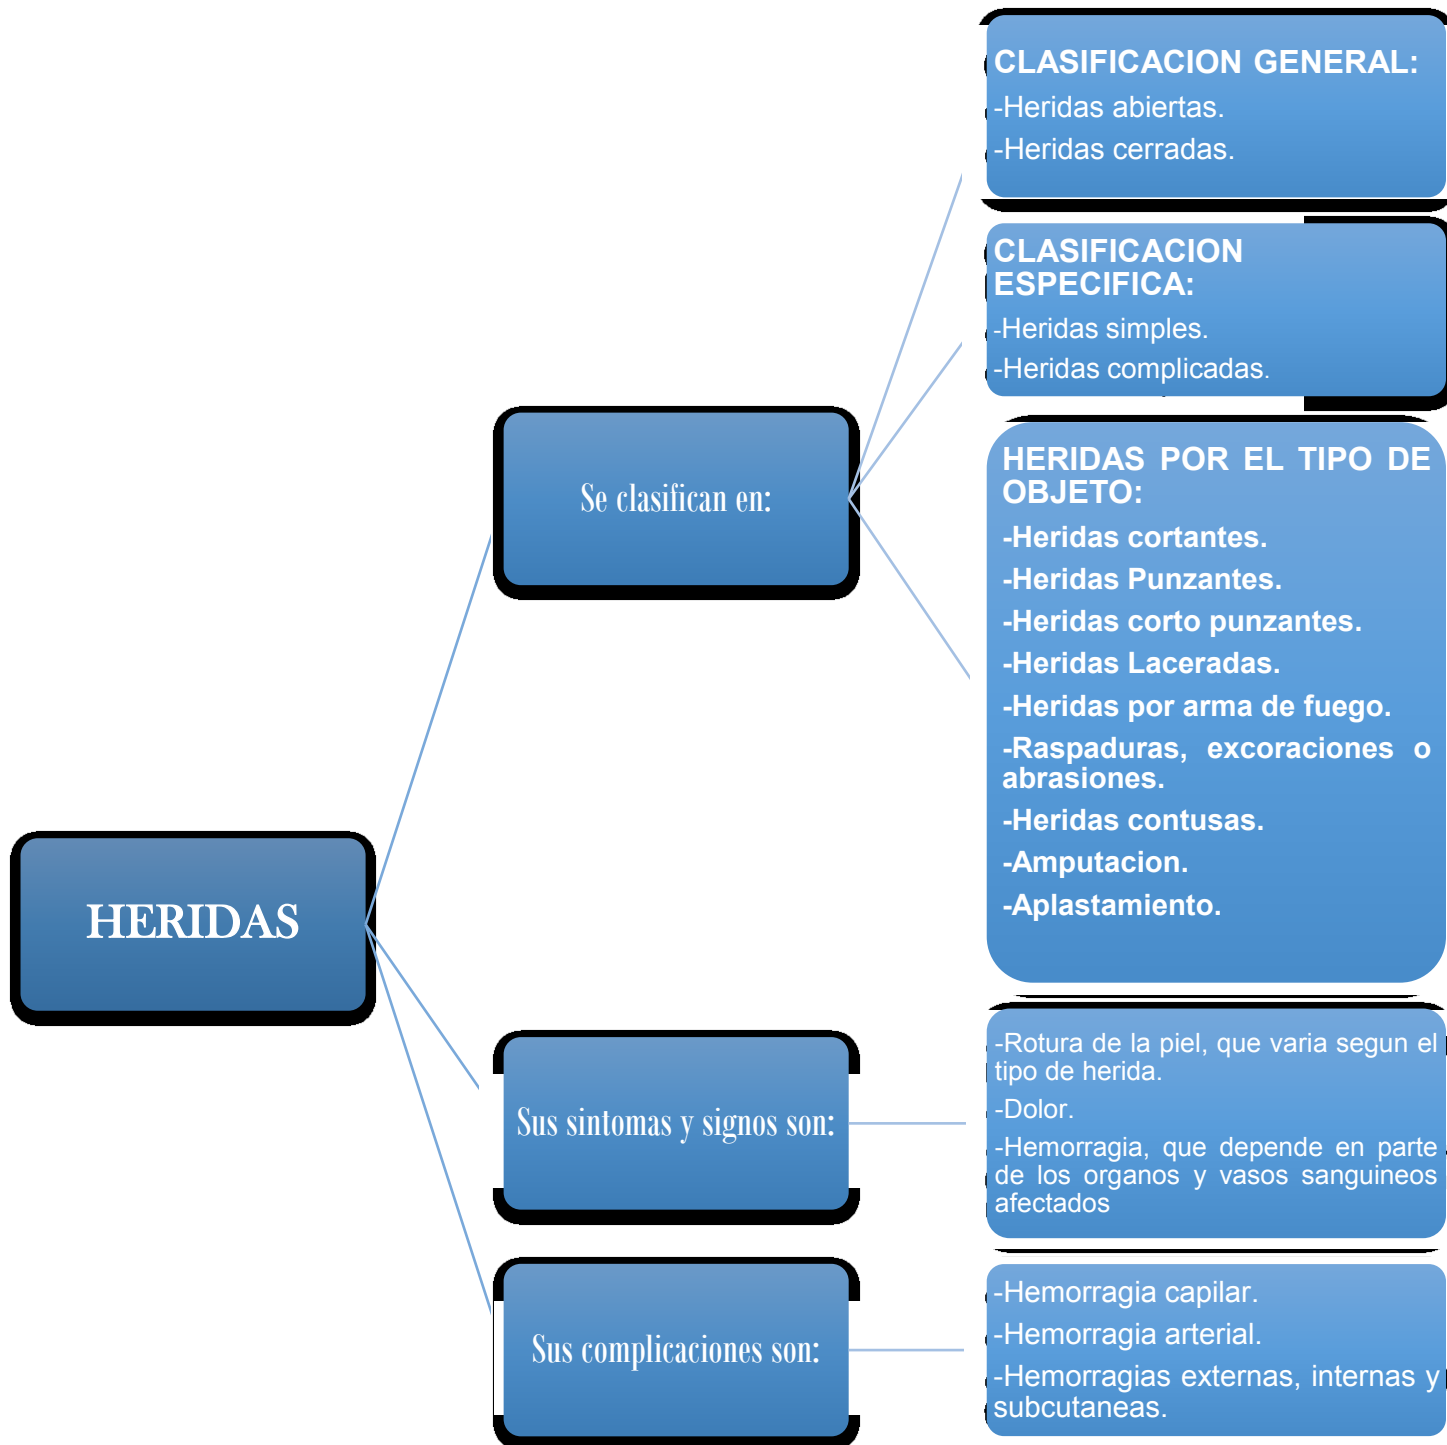 HERIDAS
Se clasifican en:
CLASIFICACION GENERAL:
-Heridas abiertas.
-Heridas cerradas.
CLASIFICACION
ESPECIFICA:
-Heridas simples.
-Heridas complicadas.
HERIDAS POR EL TIPO DE
OBJETO:
-Heridas cortantes.
-Heridas Punzantes.
-Heridas corto punzantes.
-Heridas Laceradas.
-Heridas por arma de fuego.
-Raspaduras, excoraciones o
abrasiones.
-Heridas contusas.
-Amputacion.
-Aplastamiento.
Sus sintomas y signos son:
-Rotura de la piel, que varia segun el
tipo de herida.
-Dolor.
-Hemorragia, que depende en parte
de los organos y vasos sanguineos
afectados
Sus complicaciones son:
-Hemorragia capilar.
-Hemorragia arterial.
-Hemorragias externas, internas y
subcutaneas.